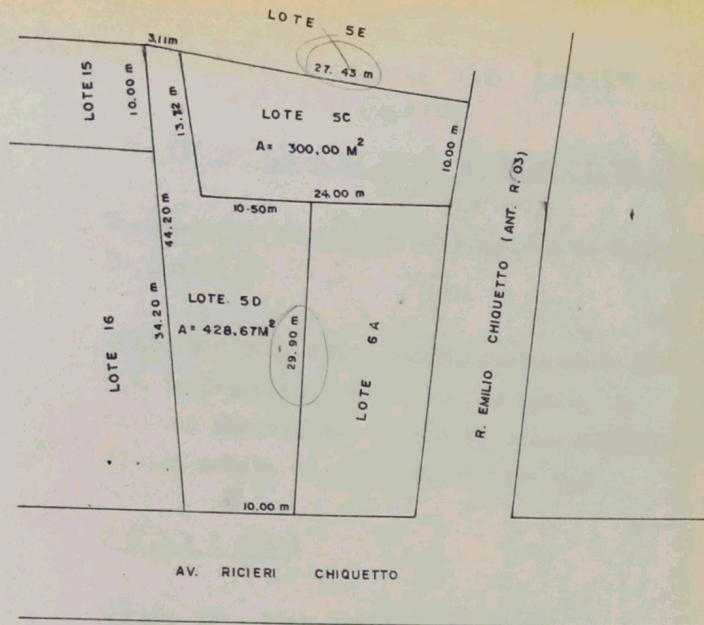 LOTE 5E
3.11m
27.43 m
LOTE 15
10.00 m
LOTE 5C
A= 300,00 M²
10.00 m
24.00 m
10.50m
44.20 m
34.20 m
LOTE. 5D
A= 428.67M²
29.90 m
LOTE 6A
LOTE 16
R. EMILIO CHIQUETTO (ANT. R.03)
10.00 m
AV. RICIERI CHIQUETTO